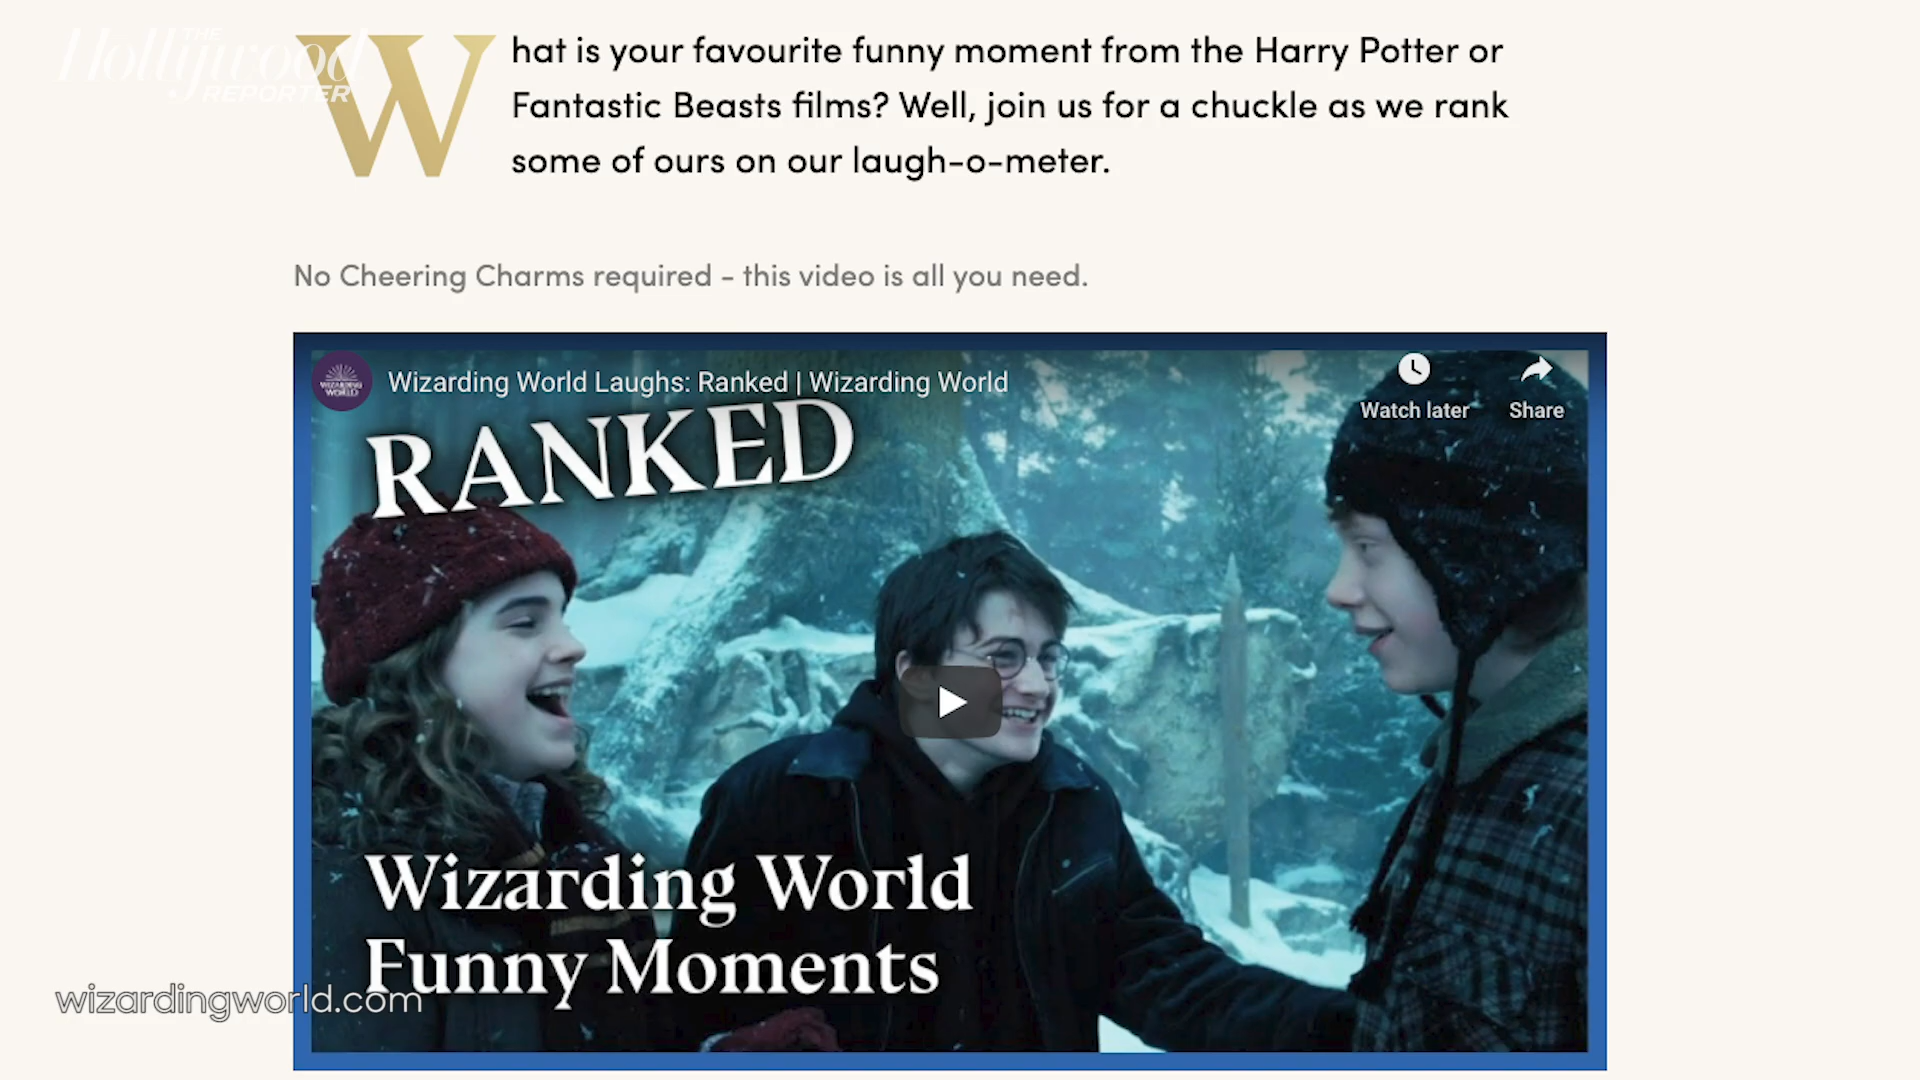 THE
Hollywood
REPORTER
What is your favourite funny moment from the Harry Potter or
Fantastic Beasts films? Well, join us for a chuckle as we rank
some of ours on our laugh-o-meter.
No Cheering Charms required - this video is all you need.
WIZARDING
WORLD
Wizarding World Laughs: Ranked | Wizarding World
Watch later
Share
RANKED
Wizarding World
Funny Moments
wizardingworld.com